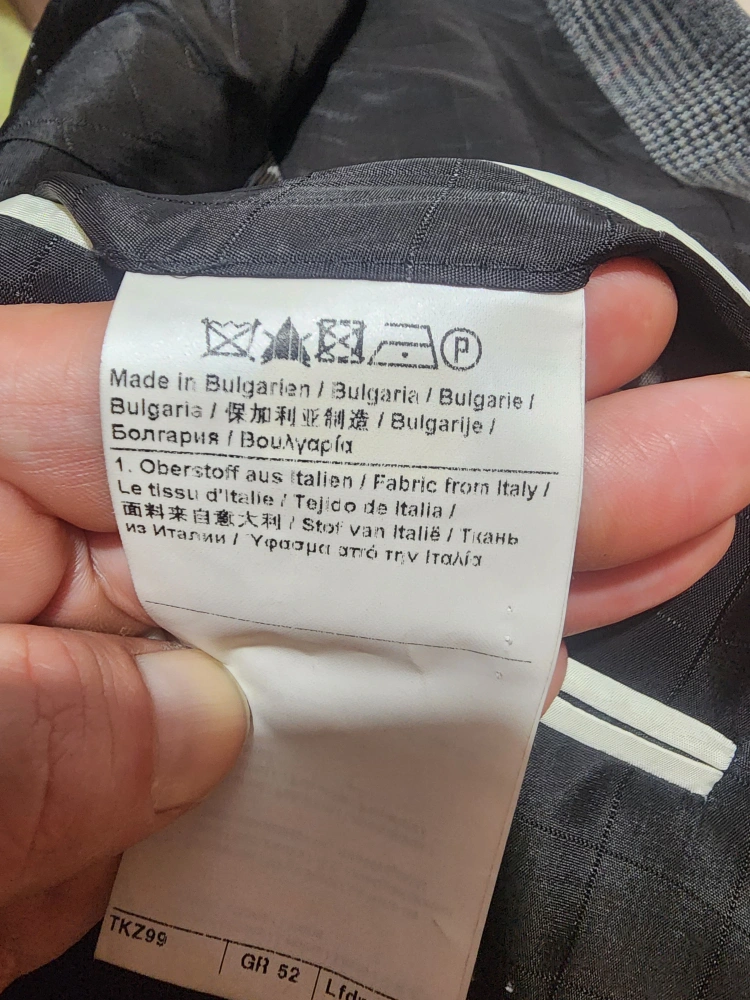 P
Made in Bulgarien / Bulgaria / Bulgarie /
Bulgaria / 保加利亚制造 / Bulgarije /
Болгария / Βουλγαρία
1. Oberstoff aus Italien / Fabric from Italy /
Le tissu d'Italie / Tejido de Italia /
面料来自意大利 / Stof van Italië / Ткань
из Италии / Ύφασμα από την Ιταλία
TKZ99
GR 52